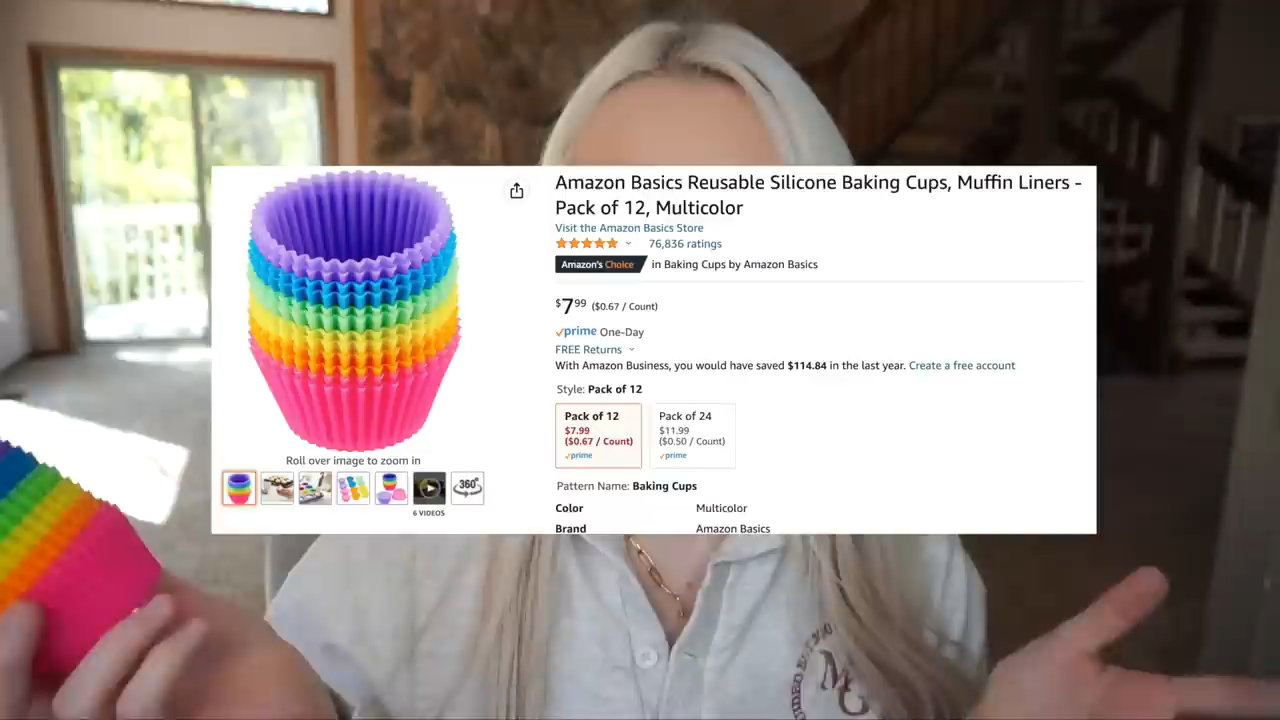 Amazon Basics Reusable Silicone Baking Cups, Muffin Liners -
Pack of 12, Multicolor
Visit the Amazon Basics Store
76,836 ratings
Amazon's Choice in Baking Cups by Amazon Basics
$7.99 ($0.67 / Count)
prime One-Day
FREE Returns
With Amazon Business, you would have saved $114.84 in the last year. Create a free account
Style: Pack of 12
Pack of 12
$7.99
($0.67 / Count)
prime
Pack of 24
$11.99
($0.50 / Count)
prime
Pattern Name: Baking Cups
Color Multicolor
Brand Amazon Basics
Roll over image to zoom in
360°
6 VIDEOS
MC